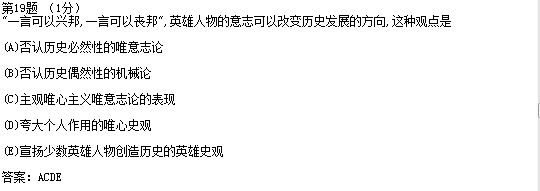 第19题 （1分）
"一言可以兴邦,一言可以丧邦",英雄人物的意志可以改变历史发展的方向,这种观点是
(A)否认历史必然性的唯意志论
(B)否认历史偶然性的机械论
(C)主观唯心主义唯意志论的表现
(D)夸大个人作用的唯心史观
(E)宣扬少数英雄人物创造历史的英雄史观
答案：ACDE